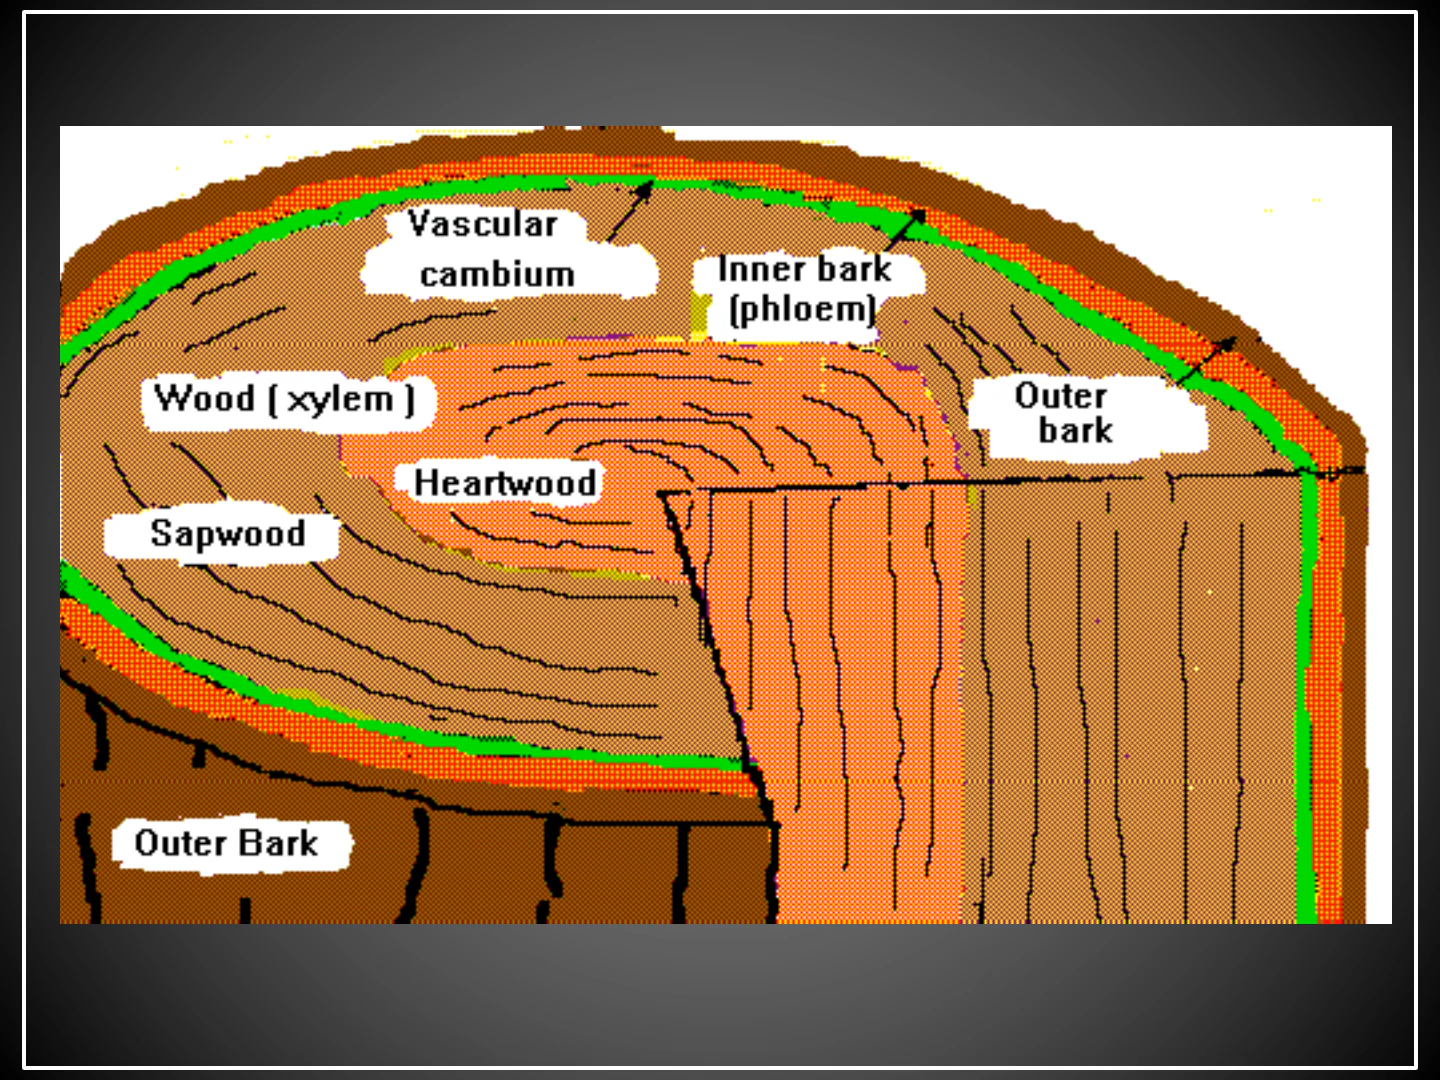 Vascular
cambium
Inner bark
(phloem)
Wood ( xylem )
Outer
bark
Heartwood
Sapwood
Outer Bark